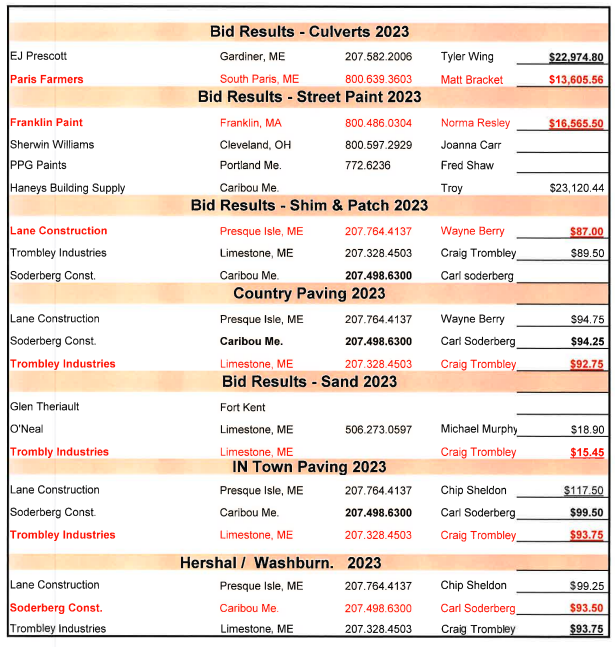 Bid Results - Culverts 2023
EJ Prescott Gardiner, ME 207.582.2006 Tyler Wing $22,974.80
Paris Farmers South Paris, ME 800.639.3603 Matt Bracket $13,605.56
Bid Results - Street Paint 2023
Franklin Paint Franklin, MA 800.486.0304 Norma Resley $16,565.50
Sherwin Williams Cleveland, OH 800.597.2929 Joanna Carr
PPG Paints Portland Me. 772.6236 Fred Shaw
Haneys Building Supply Caribou Me. Troy $23,120.44
Bid Results - Shim & Patch 2023
Lane Construction Presque Isle, ME 207.764.4137 Wayne Berry $87.00
Trombley Industries Limestone, ME 207.328.4503 Craig Trombley $89.50
Soderberg Const. Caribou Me. 207.498.6300 Carl soderberg
Country Paving 2023
Lane Construction Presque Isle, ME 207.764.4137 Wayne Berry $94.75
Soderberg Const. Caribou Me. 207.498.6300 Carl Soderberg $94.25
Trombley Industries Limestone, ME 207.328.4503 Craig Trombley $92.75
Bid Results - Sand 2023
Glen Theriault Fort Kent
O'Neal Limestone, ME 506.273.0597 Michael Murphy $18.90
Trombly Industries Limestone, ME Craig Trombley $15.45
IN Town Paving 2023
Lane Construction Presque Isle, ME 207.764.4137 Chip Sheldon $117.50
Soderberg Const. Caribou Me. 207.498.6300 Carl Soderberg $99.50
Trombley Industries Limestone, ME 207.328.4503 Craig Trombley $93.75
Hershal / Washburn. 2023
Lane Construction Presque Isle, ME 207.764.4137 Chip Sheldon $99.25
Soderberg Const. Caribou Me. 207.498.6300 Carl Soderberg $93.50
Trombley Industries Limestone, ME 207.328.4503 Craig Trombley $93.75